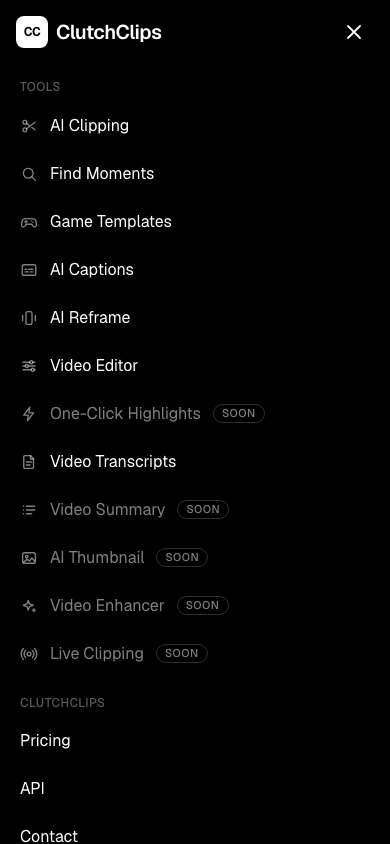 CC ClutchClips
TOOLS
AI Clipping
Find Moments
Game Templates
AI Captions
AI Reframe
Video Editor
One-Click Highlights SOON
Video Transcripts
Video Summary SOON
AI Thumbnail SOON
Video Enhancer SOON
Live Clipping SOON
CLUTCHCLIPS
Pricing
API
Contact